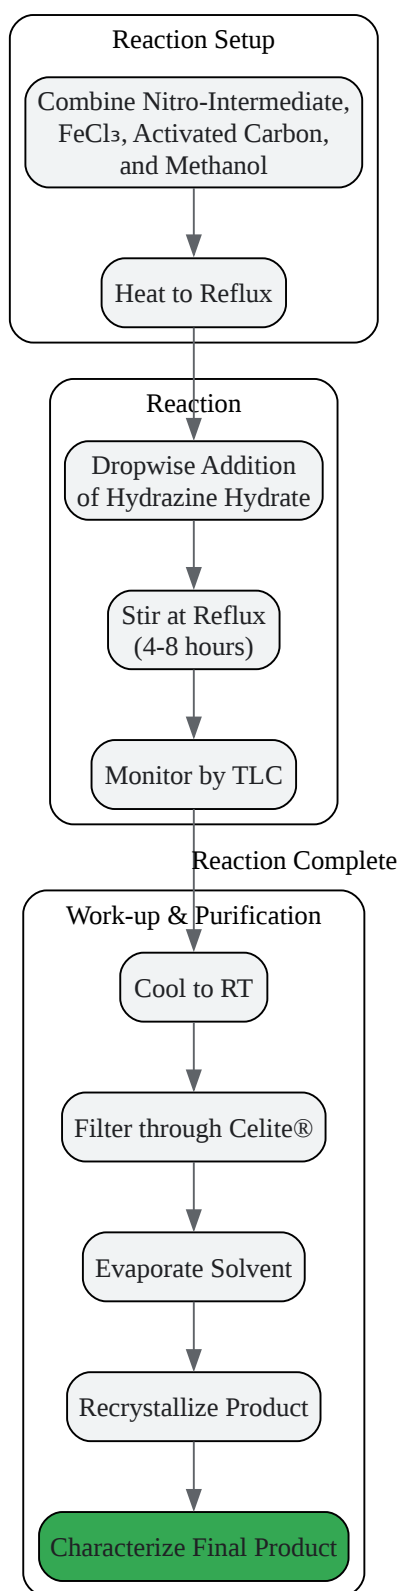 Reaction Setup
Combine Nitro-Intermediate,
FeCl₃, Activated Carbon,
and Methanol
Heat to Reflux
Reaction
Dropwise Addition
of Hydrazine Hydrate
Stir at Reflux
(4-8 hours)
Monitor by TLC
Reaction Complete
Work-up & Purification
Cool to RT
Filter through Celite®
Evaporate Solvent
Recrystallize Product
Characterize Final Product